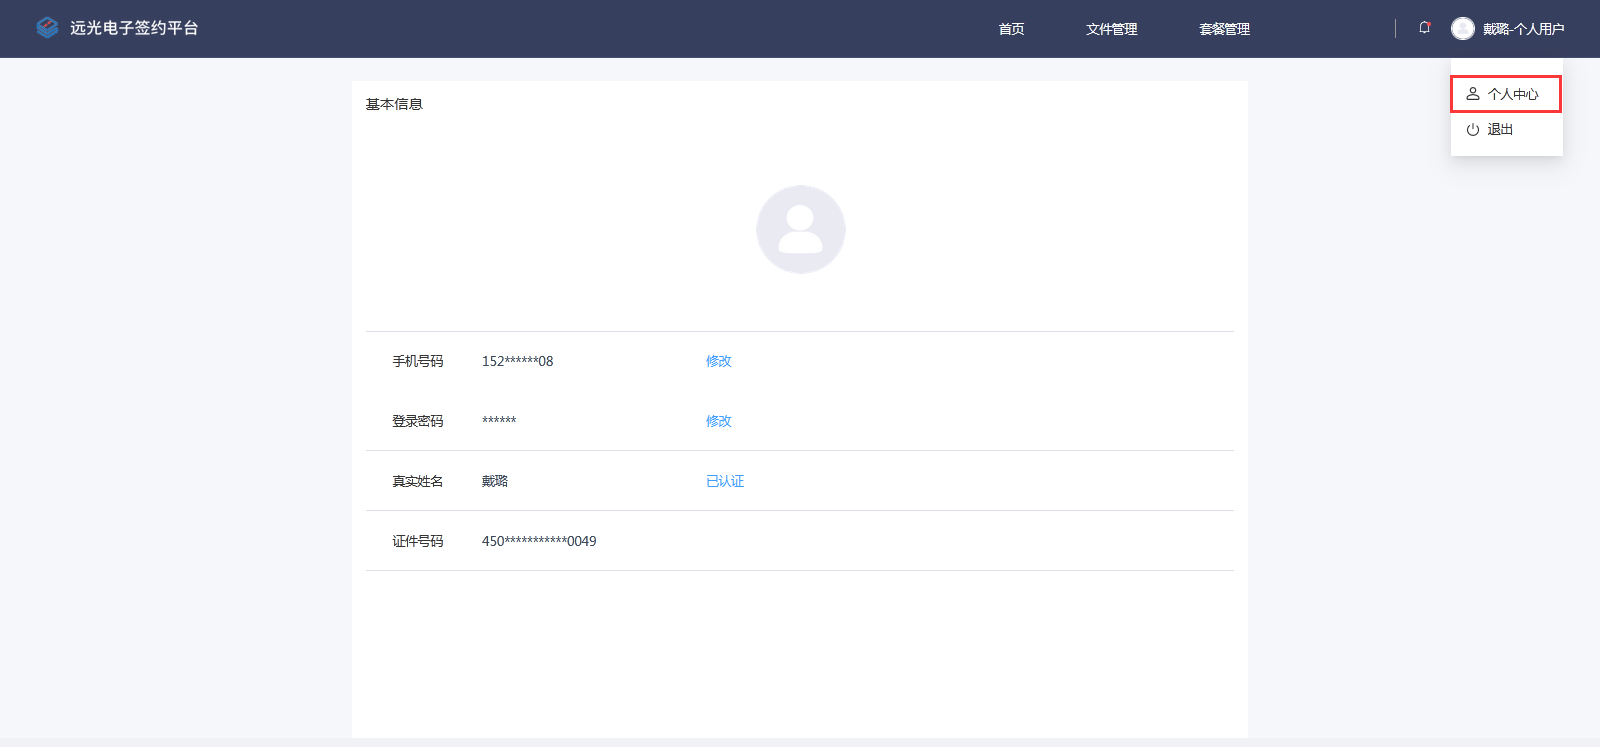 远光电子签约平台
首页 文件管理 套餐管理 戴璐-个人用户
个人中心
退出
基本信息
手机号码 152******08 修改
登录密码 ****** 修改
真实姓名 戴璐 已认证
证件号码 450***********0049